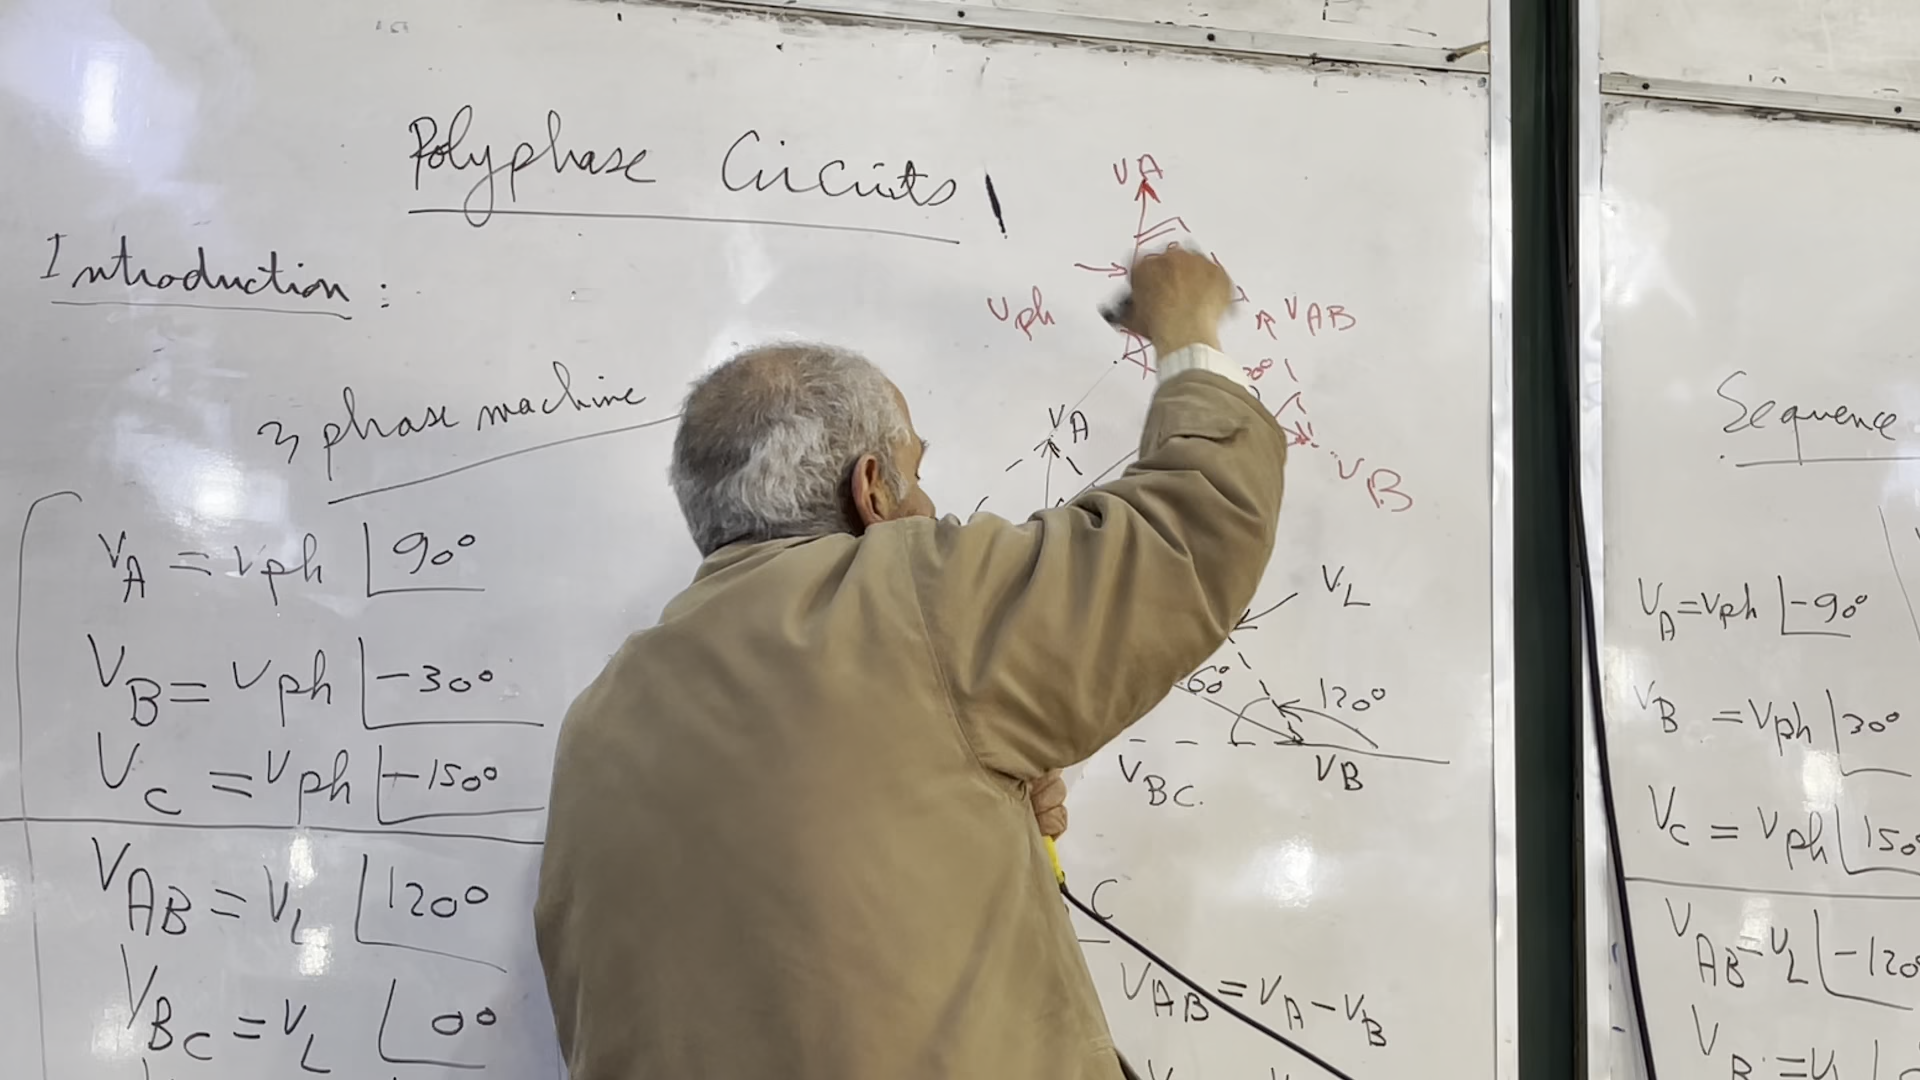 Polyphase Circuits
Introduction :
3 phase machine
VA = Vph ∠90°
VB = Vph ∠-30°
VC = Vph ∠-150°
VAB = VL ∠120°
VBC = VL ∠0°
VA
Vph
VAB
VB
VA
VL
60°
120°
VBC
VB
C
VAB = VA - VB
Sequence
VA = Vph ∠-90°
VB = Vph ∠30°
VC = Vph ∠150°
VAB = VL ∠-120°